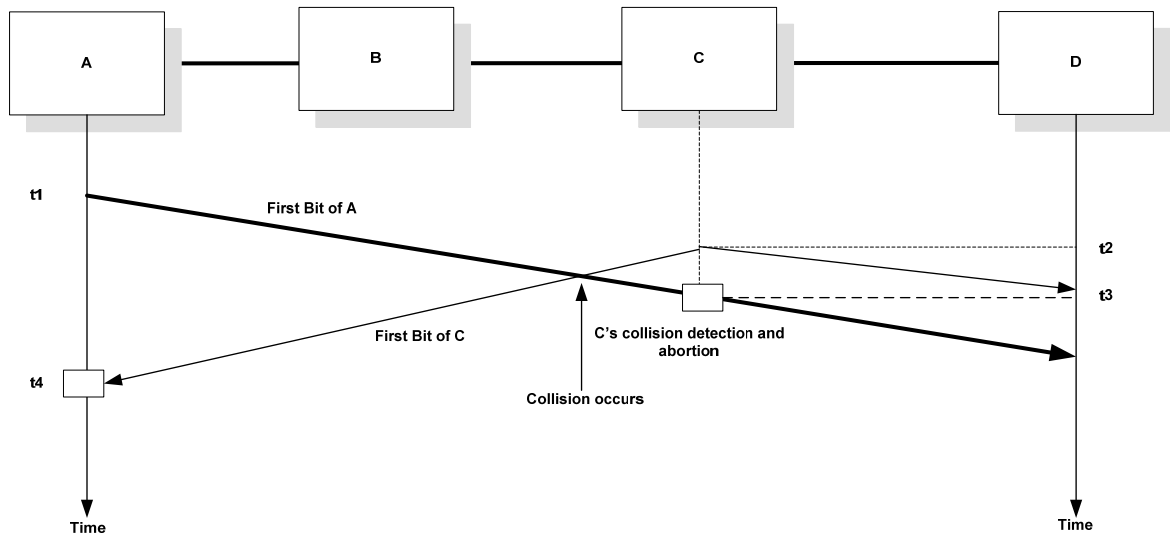 A
B
C
D
t1
First Bit of A
t2
t3
First Bit of C
C's collision detection and
abortion
t4
Collision occurs
Time
Time